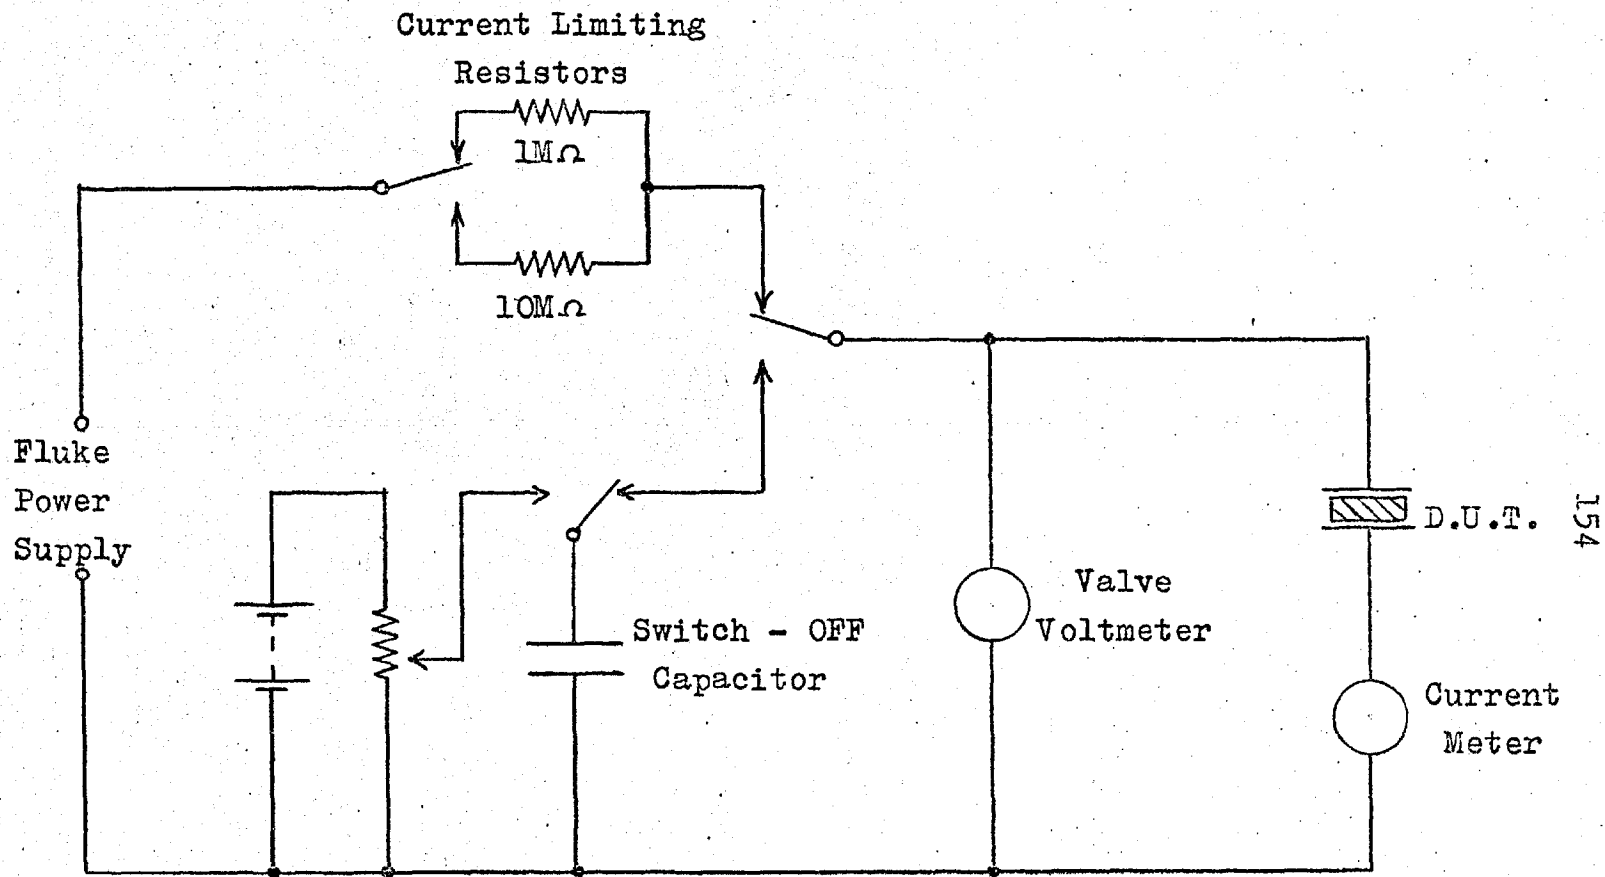 Current Limiting
Resistors
1MΩ
10MΩ
Fluke
Power
Supply
Switch - OFF
Capacitor
Valve
Voltmeter
D.U.T.
Current
Meter
154